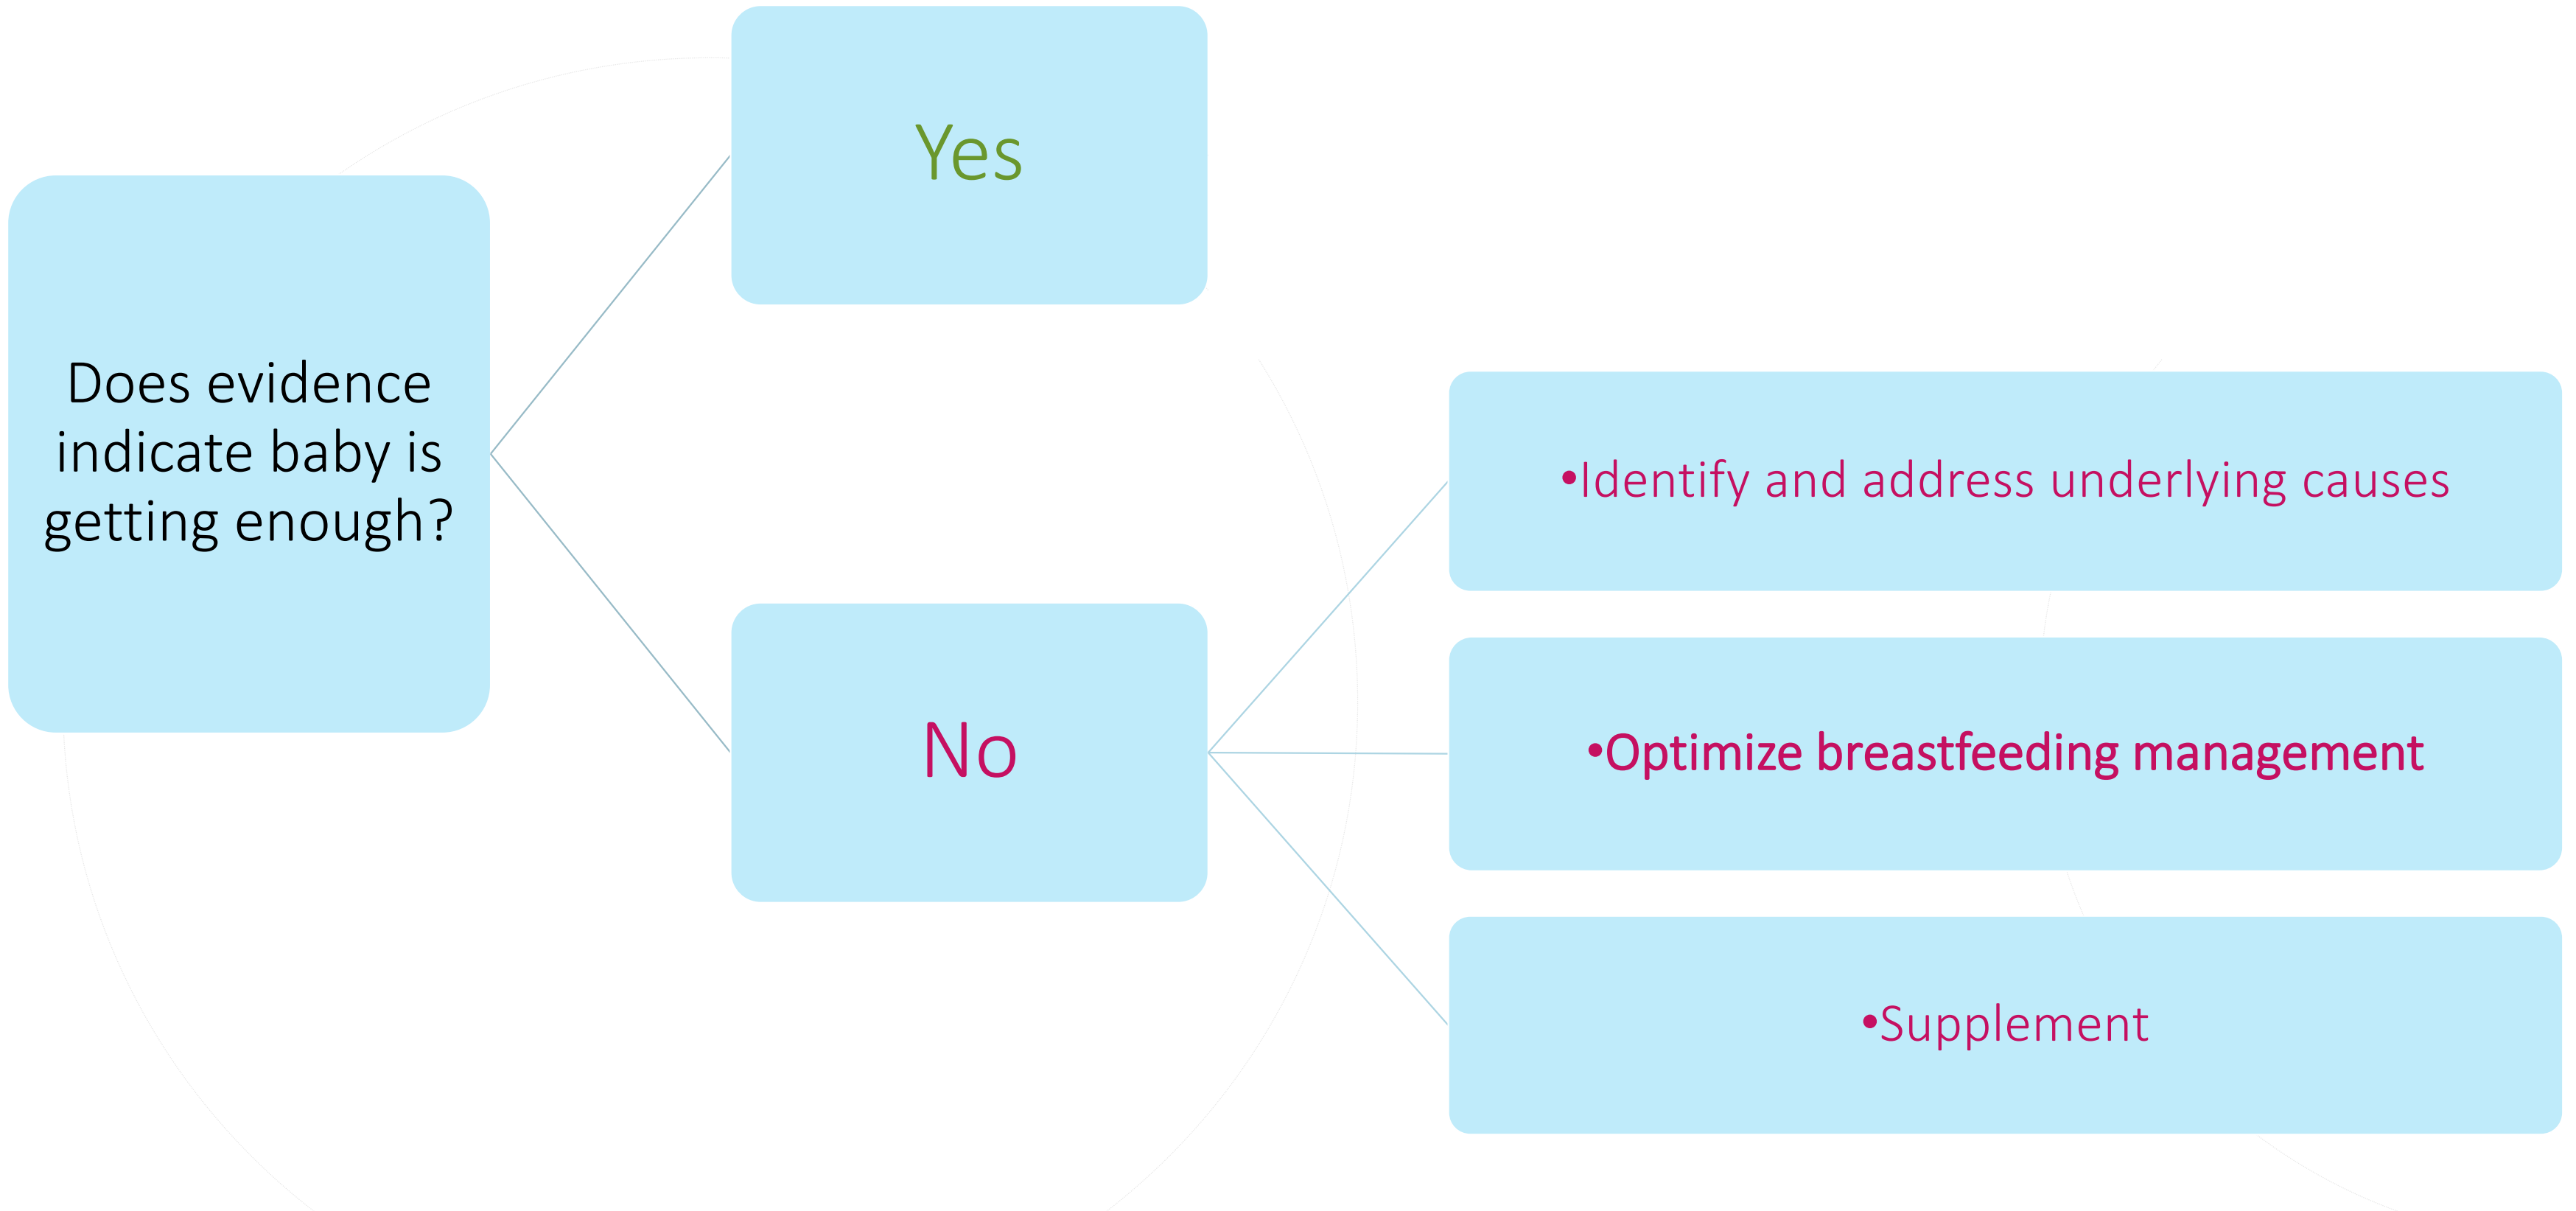 Does evidence
indicate baby is
getting enough?
Yes
No
•Identify and address underlying causes
•Optimize breastfeeding management
•Supplement